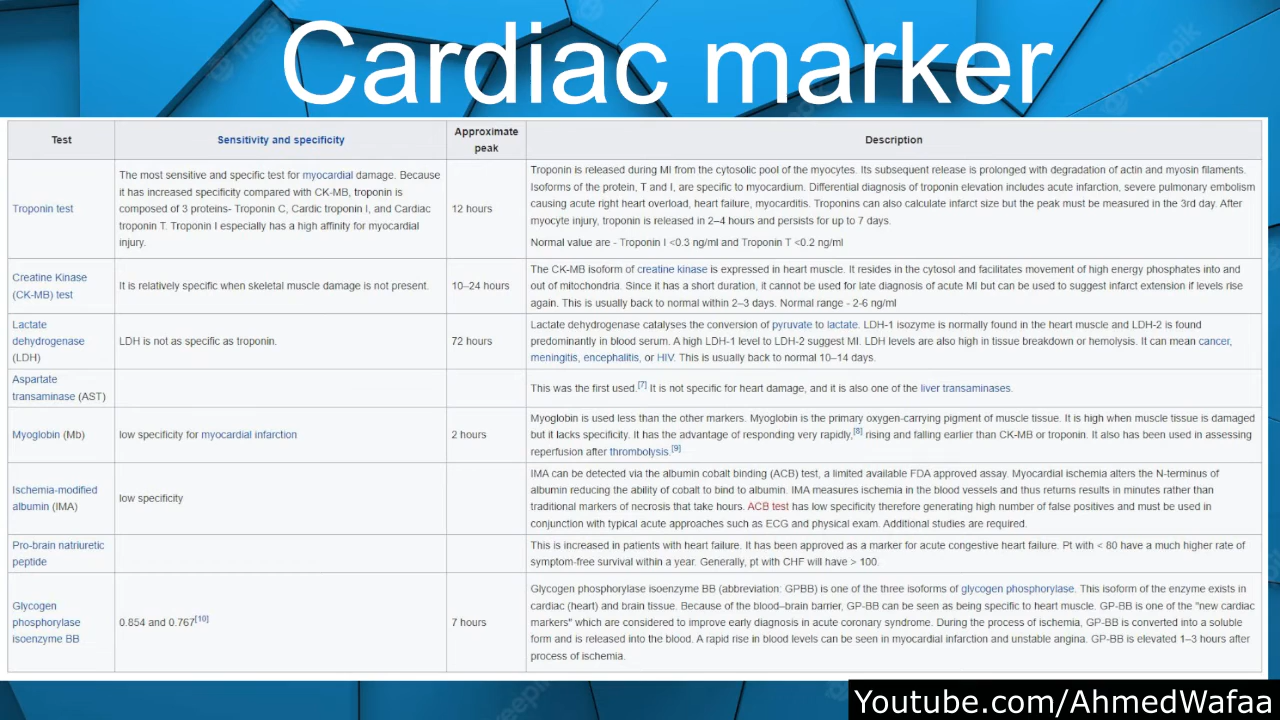 Cardiac marker
Test
Sensitivity and specificity
Approximate
peak
Description
Troponin test
The most sensitive and specific test for myocardial damage. Because
it has increased specificity compared with CK-MB, troponin is
composed of 3 proteins- Troponin C, Cardic troponin I, and Cardiac
troponin T. Troponin I especially has a high affinity for myocardial
injury.
12 hours
Troponin is released during MI from the cytosolic pool of the myocytes. Its subsequent release is prolonged with degradation of actin and myosin filaments.
Isoforms of the protein, T and I, are specific to myocardium. Differential diagnosis of troponin elevation includes acute infarction, severe pulmonary embolism
causing acute right heart overload, heart failure, myocarditis. Troponins can also calculate infarct size but the peak must be measured in the 3rd day. After
myocyte injury, troponin is released in 2–4 hours and persists for up to 7 days.
Normal value are - Troponin I <0.3 ng/ml and Troponin T <0.2 ng/ml
Creatine Kinase
(CK-MB) test
It is relatively specific when skeletal muscle damage is not present.
10–24 hours
The CK-MB isoform of creatine kinase is expressed in heart muscle. It resides in the cytosol and facilitates movement of high energy phosphates into and
out of mitochondria. Since it has a short duration, it cannot be used for late diagnosis of acute MI but can be used to suggest infarct extension if levels rise
again. This is usually back to normal within 2–3 days. Normal range - 2-6 ng/ml
Lactate
dehydrogenase
(LDH)
LDH is not as specific as troponin.
72 hours
Lactate dehydrogenase catalyses the conversion of pyruvate to lactate. LDH-1 isozyme is normally found in the heart muscle and LDH-2 is found
predominantly in blood serum. A high LDH-1 level to LDH-2 suggest MI. LDH levels are also high in tissue breakdown or hemolysis. It can mean cancer,
meningitis, encephalitis, or HIV. This is usually back to normal 10–14 days.
Aspartate
transaminase (AST)
This was the first used.[7] It is not specific for heart damage, and it is also one of the liver transaminases.
Myoglobin (Mb)
low specificity for myocardial infarction
2 hours
Myoglobin is used less than the other markers. Myoglobin is the primary oxygen-carrying pigment of muscle tissue. It is high when muscle tissue is damaged
but it lacks specificity. It has the advantage of responding very rapidly,[8] rising and falling earlier than CK-MB or troponin. It also has been used in assessing
reperfusion after thrombolysis.[9]
Ischemia-modified
albumin (IMA)
low specificity
IMA can be detected via the albumin cobalt binding (ACB) test, a limited available FDA approved assay. Myocardial ischemia alters the N-terminus of
albumin reducing the ability of cobalt to bind to albumin. IMA measures ischemia in the blood vessels and thus returns results in minutes rather than
traditional markers of necrosis that take hours. ACB test has low specificity therefore generating high number of false positives and must be used in
conjunction with typical acute approaches such as ECG and physical exam. Additional studies are required.
Pro-brain natriuretic
peptide
This is increased in patients with heart failure. It has been approved as a marker for acute congestive heart failure. Pt with < 80 have a much higher rate of
symptom-free survival within a year. Generally, pt with CHF will have > 100.
Glycogen
phosphorylase
isoenzyme BB
0.854 and 0.767[10]
7 hours
Glycogen phosphorylase isoenzyme BB (abbreviation: GPBB) is one of the three isoforms of glycogen phosphorylase. This isoform of the enzyme exists in
cardiac (heart) and brain tissue. Because of the blood–brain barrier, GP-BB can be seen as being specific to heart muscle. GP-BB is one of the "new cardiac
markers" which are considered to improve early diagnosis in acute coronary syndrome. During the process of ischemia, GP-BB is converted into a soluble
form and is released into the blood. A rapid rise in blood levels can be seen in myocardial infarction and unstable angina. GP-BB is elevated 1–3 hours after
process of ischemia.
Youtube.com/AhmedWafaa